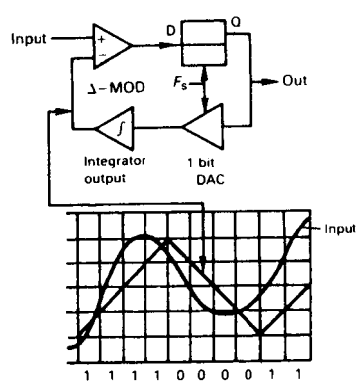 Input
+
−
D
Q
Fs
Out
Δ−MOD
∫
Integrator
output
1 bit
DAC
Input
1 1 1 1 0 0 0 0 1 1